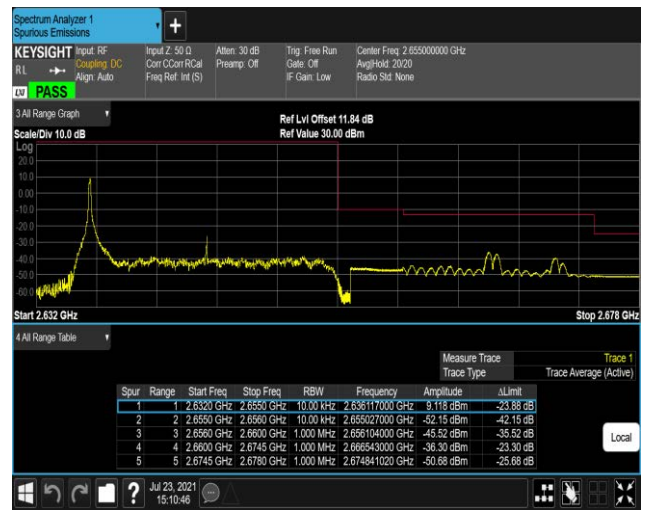 Spectrum Analyzer 1
Spurious Emissions
+
KEYSIGHT Input: RF Input Z: 50 Ω Atten: 30 dB Trig: Free Run Center Freq: 2.655000000 GHz
RL Coupling: DC Corr CCorr RCal Preamp: Off Gate: Off Avg|Hold: 20/20
Align: Auto Freq Ref: Int (S) IF Gain: Low Radio Std: None
LXI PASS
3 All Range Graph
Ref Lvl Offset 11.84 dB
Scale/Div 10.0 dB Ref Value 30.00 dBm
Log
20.0
10.0
0.00
-10.0
-20.0
-30.0
-40.0
-50.0
-60.0
Start 2.632 GHz Stop 2.678 GHz
4 All Range Table
Measure Trace Trace 1
Trace Type Trace Average (Active)
Spur Range Start Freq Stop Freq RBW Frequency Amplitude ΔLimit
1 1 2.6320 GHz 2.6550 GHz 10.00 kHz 2.636117000 GHz 9.118 dBm -23.88 dB
2 2 2.6550 GHz 2.6560 GHz 10.00 kHz 2.655027000 GHz -52.15 dBm -42.15 dB
3 3 2.6560 GHz 2.6600 GHz 1.000 MHz 2.656104000 GHz -45.52 dBm -35.52 dB
4 4 2.6600 GHz 2.6745 GHz 1.000 MHz 2.666543000 GHz -36.30 dBm -23.30 dB
5 5 2.6745 GHz 2.6780 GHz 1.000 MHz 2.674841020 GHz -50.68 dBm -25.68 dB
Local
?
Jul 23, 2021
15:10:46